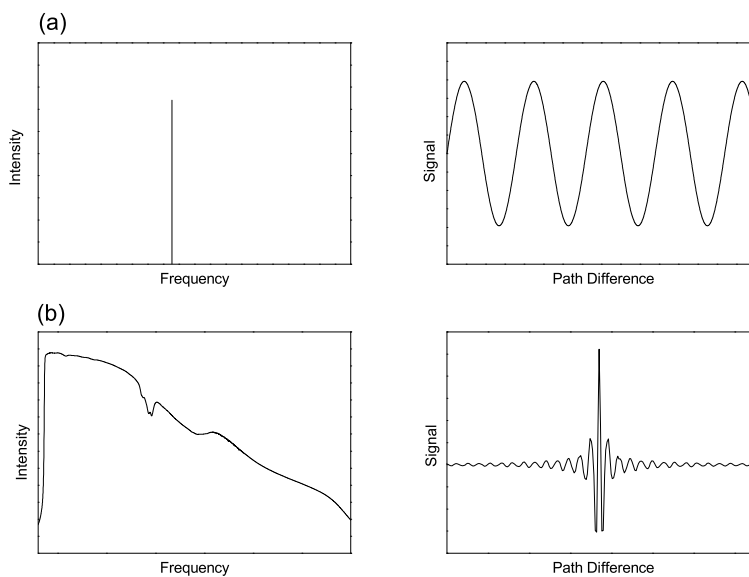 (a)
Intensity
Frequency
Signal
Path Difference
(b)
Intensity
Frequency
Signal
Path Difference